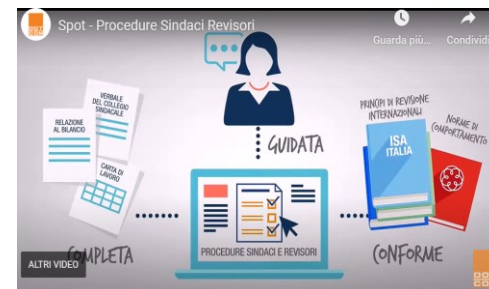 Spot - Procedure Sindaci Revisori
Guarda più...
Condividi
VERBALE
DEL COLLEGIO
SINDACALE
RELAZIONE
AL BILANCIO
CARTA DI
LAVORO
GUIDATA
PRINCIPI DI REVISIONE
INTERNAZIONALI
NORME DI
COMPORTAMENTO
ISA
ITALIA
COMPLETA
PROCEDURE SINDACI E REVISORI
CONFORME
ALTRI VIDEO